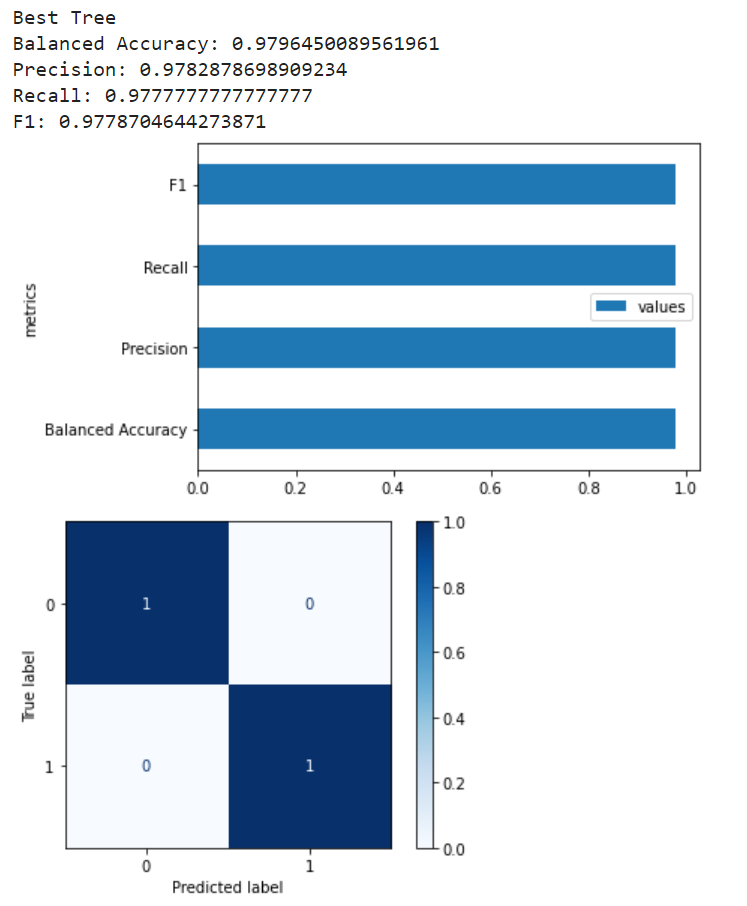 Best Tree
Balanced Accuracy: 0.9796450089561961
Precision: 0.9782878698909234
Recall: 0.9777777777777777
F1: 0.9778704644273871
F1
Recall
Precision
Balanced Accuracy
metrics
values
0.0 0.2 0.4 0.6 0.8 1.0
0
1
True label
1 0
0 1
0 1
Predicted label
1.0
0.8
0.6
0.4
0.2
0.0